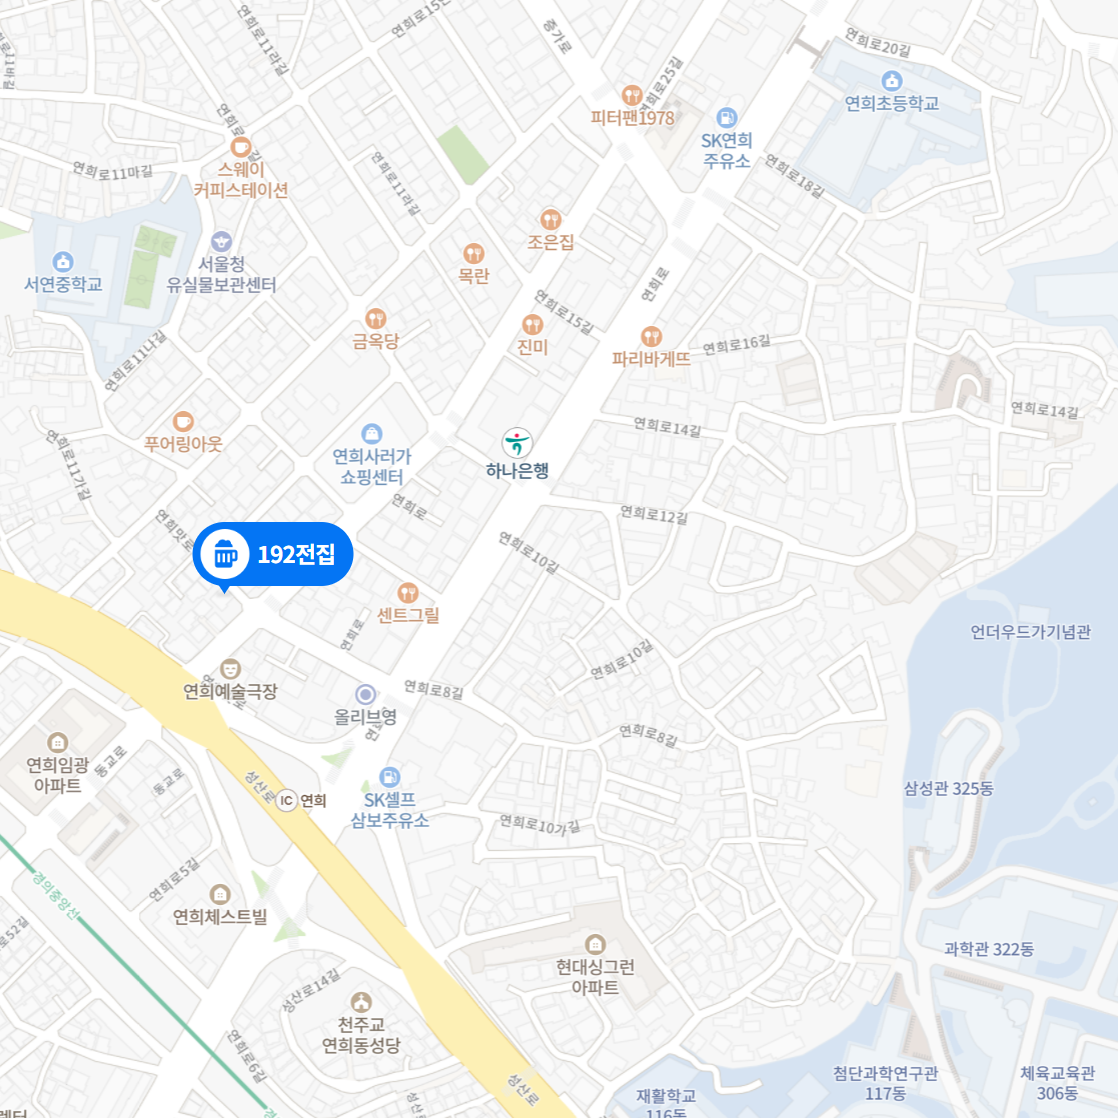 연희로15안
연희로11라길
증가로
연희로20길
연희초등학교
연희로25길
피터팬1978
SK연희
주유소
연희로18길
스웨이
커피스테이션
연희로11마길
연희로11라길
조은집
목란
서울청
유실물보관센터
서연중학교
연희로
연희로15길
금옥당
진미
파리바게뜨
연희로16길
연희로11나길
연희로14길
연희로14길
푸어링아웃
연희사러가
쇼핑센터
하나은행
연희로11가길
연희로
연희로12길
연희맛로
192전집
연희로10길
센트그릴
연희로
언더우드가기념관
연희로10길
연희예술극장
연희로8길
올리브영
연희로8길
연희임광
아파트
동교로
동교로
성산로
IC 연희
SK셀프
삼보주유소
삼성관 325동
연희로10가길
경의중앙선
연희로5길
연희체스트빌
로52길
과학관 322동
현대싱그런
아파트
성산로14길
천주교
연희동성당
연희로6길
성산로
첨단과학연구관
117동
체육교육관
306동
재활학교
116동